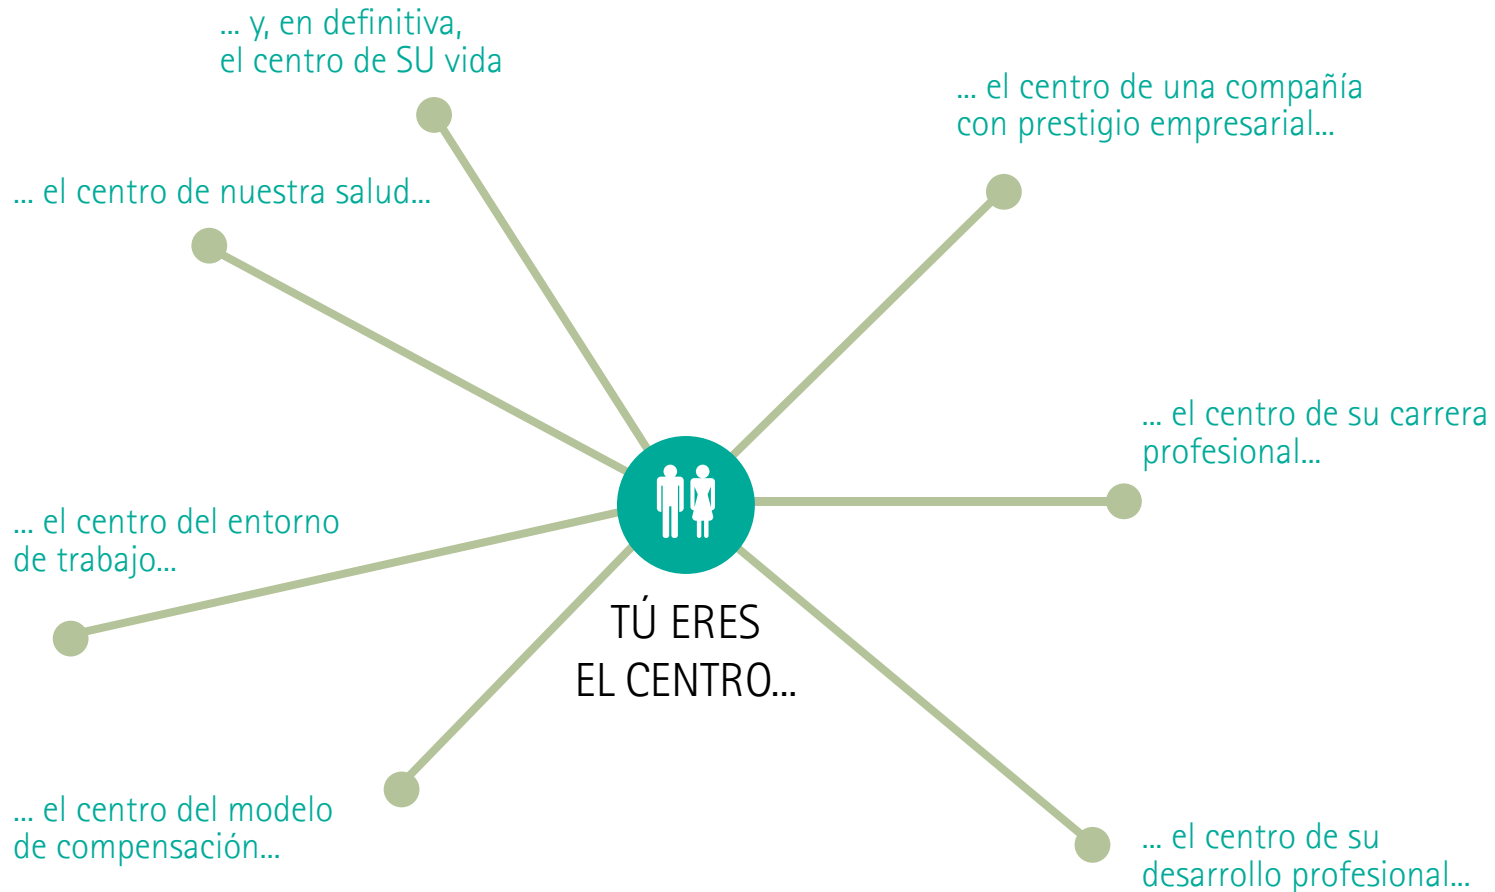 ... y, en definitiva,
el centro de SU vida
... el centro de una compañía
con prestigio empresarial...
... el centro de nuestra salud...
... el centro de su carrera
profesional...
... el centro del entorno
de trabajo...
TÚ ERES
EL CENTRO...
... el centro del modelo
de compensación...
... el centro de su
desarrollo profesional...